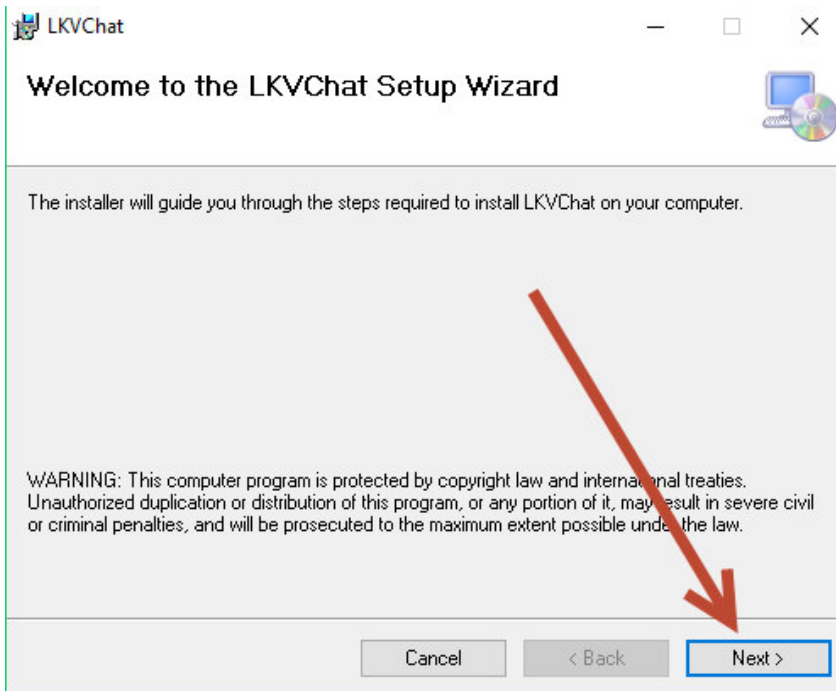 LKVChat
Welcome to the LKVChat Setup Wizard
The installer will guide you through the steps required to install LKVChat on your computer.
WARNING: This computer program is protected by copyright law and international treaties.
Unauthorized duplication or distribution of this program, or any portion of it, may result in severe civil
or criminal penalties, and will be prosecuted to the maximum extent possible under the law.
Cancel
< Back
Next >